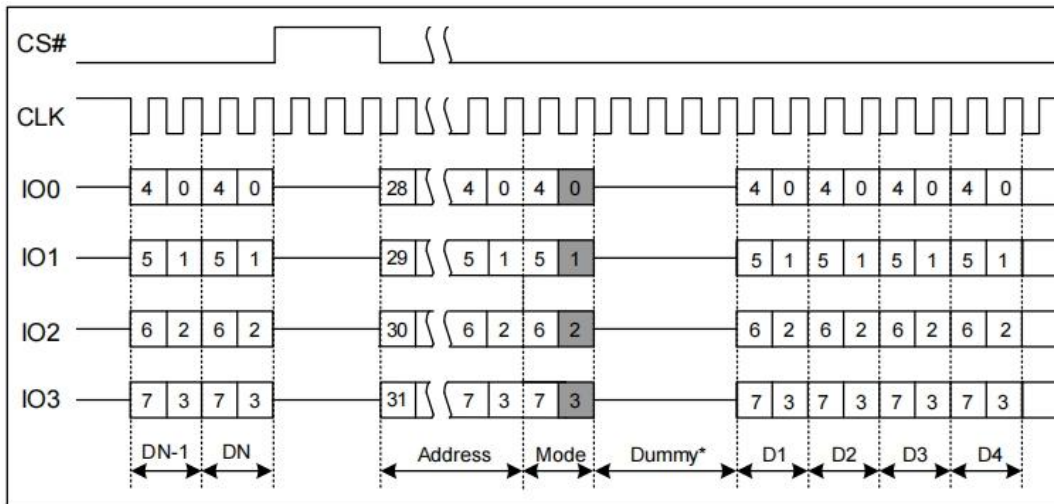 CS#
CLK
IO0 4 0 4 0 28 4 0 4 0 4 0 4 0 4 0 4 0
IO1 5 1 5 1 29 5 1 5 1 5 1 5 1 5 1 5 1
IO2 6 2 6 2 30 6 2 6 2 6 2 6 2 6 2 6 2
IO3 7 3 7 3 31 7 3 7 3 7 3 7 3 7 3 7 3
DN-1 DN Address Mode Dummy* D1 D2 D3 D4